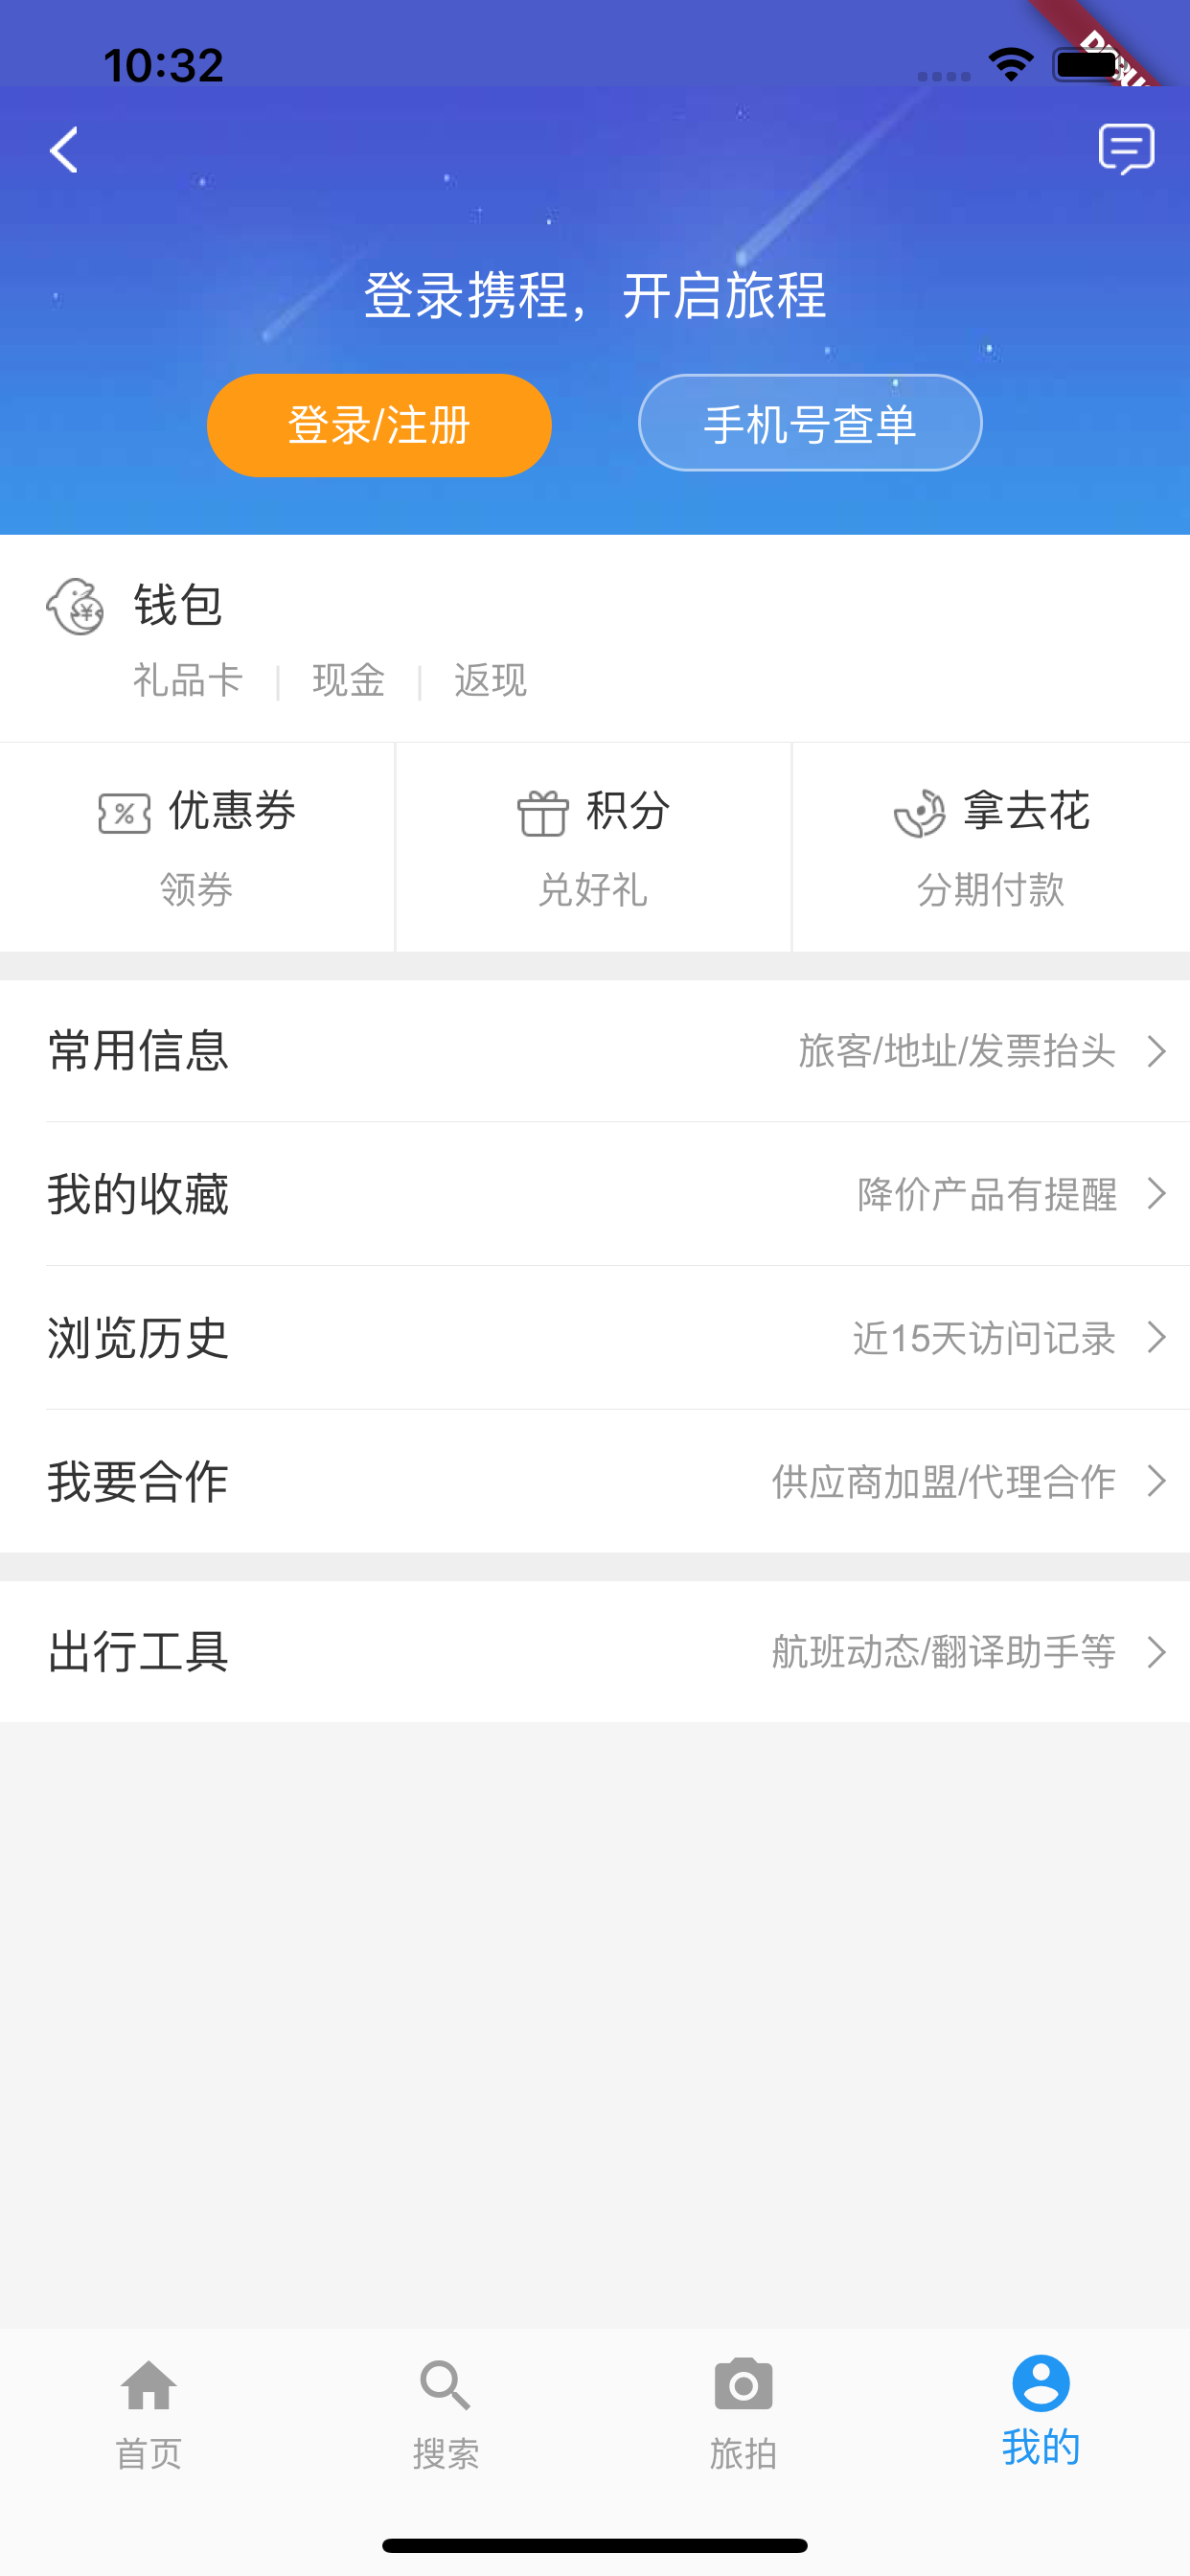 10:32
登录携程，开启旅程
登录/注册
手机号查单
钱包
礼品卡 | 现金 | 返现
优惠券
积分
拿去花
领券
兑好礼
分期付款
常用信息
旅客/地址/发票抬头
我的收藏
降价产品有提醒
浏览历史
近15天访问记录
我要合作
供应商加盟/代理合作
出行工具
航班动态/翻译助手等
首页
搜索
旅拍
我的